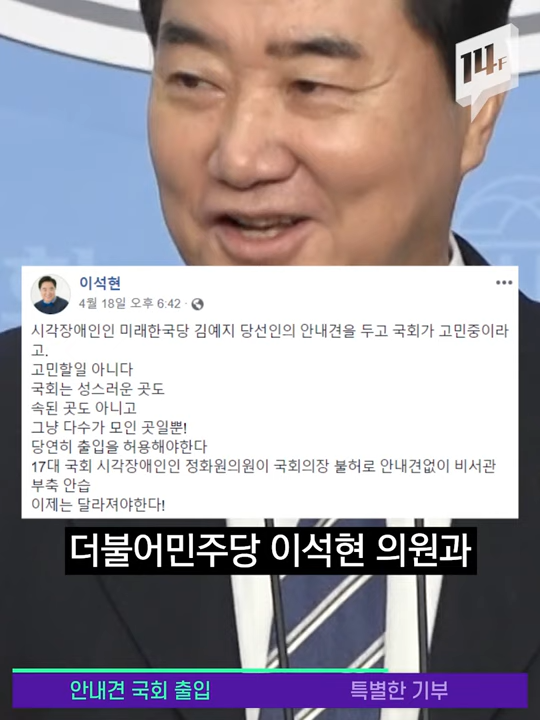 14F
이석현
4월 18일 오후 6:42
시각장애인인 미래한국당 김예지 당선인의 안내견을 두고 국회가 고민중이라
고.
고민할일 아니다
국회는 성스러운 곳도
속된 곳도 아니고
그냥 다수가 모인 곳일뿐!
당연히 출입을 허용해야한다
17대 국회 시각장애인인 정화원의원이 국회의장 불허로 안내견없이 비서관
부축 안습
이제는 달라져야한다!
더불어민주당 이석현 의원과
안내견 국회 출입
특별한 기부